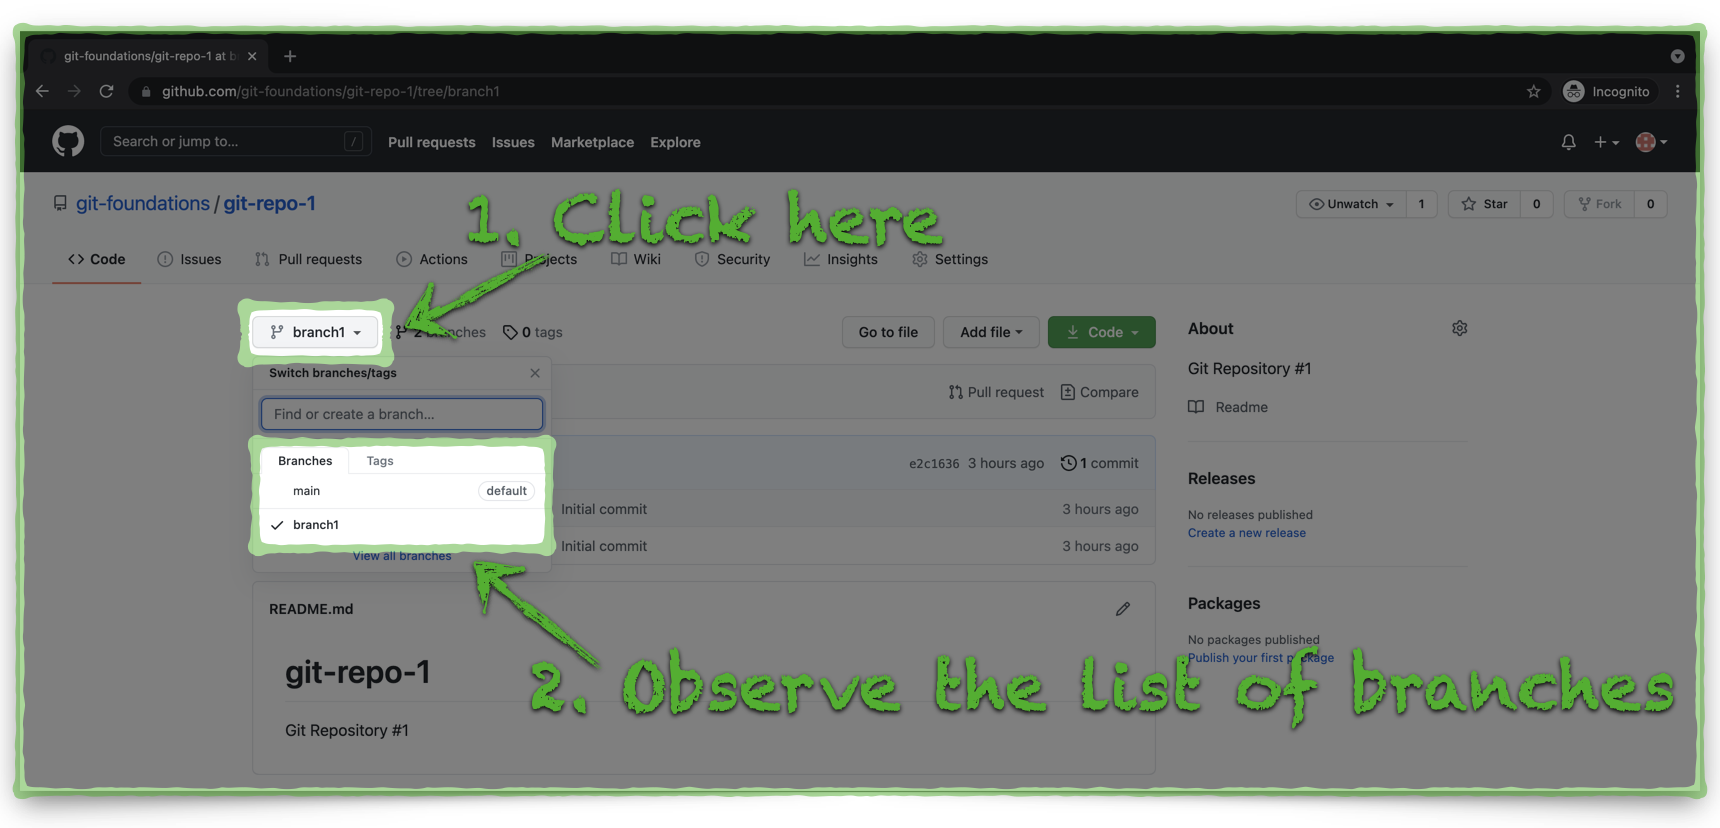 git-foundations/git-repo-1 at b
github.com/git-foundations/git-repo-1/tree/branch1
Incognito
Search or jump to...
/
Pull requests
Issues
Marketplace
Explore
git-foundations / git-repo-1
Unwatch
1
Star
0
Fork
0
1. Click here
Code
Issues
Pull requests
Actions
Projects
Wiki
Security
Insights
Settings
branch1
2 branches
0 tags
Go to file
Add file
Code
About
Git Repository #1
Readme
Switch branches/tags
Find or create a branch...
Pull request
Compare
Branches
Tags
main
default
branch1
View all branches
e2c1636 3 hours ago
1 commit
Initial commit
3 hours ago
Initial commit
3 hours ago
Releases
No releases published
Create a new release
Packages
No packages published
Publish your first package
README.md
git-repo-1
Git Repository #1
2. Observe the list of branches